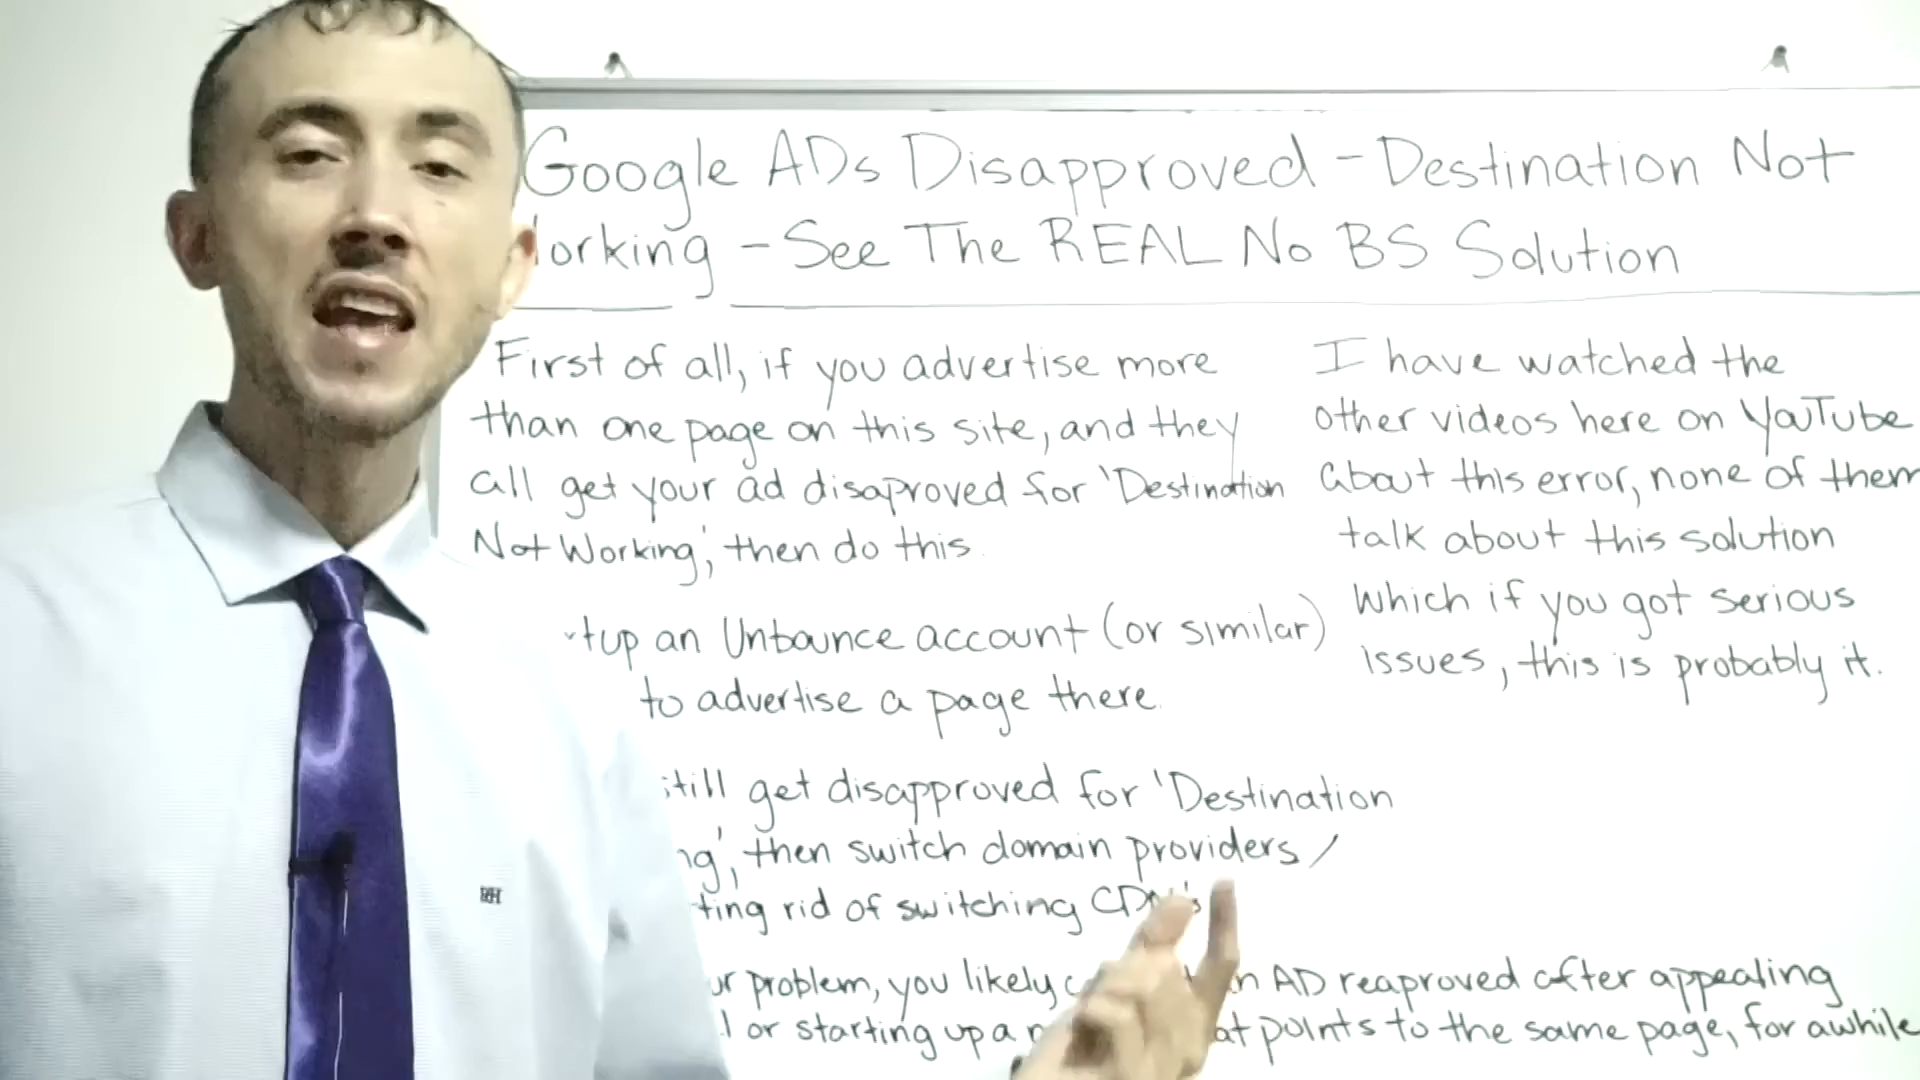 Google ADs Disapproved - Destination Not
orking - See The REAL No BS Solution
First of all, if you advertise more
than one page on this site, and they
all get your ad disaproved for 'Destination
Not Working', then do this
tup an Unbounce account (or similar)
to advertise a page there.
still get disapproved for 'Destination
ng', then switch domain providers /
ting rid of switching CDN's
ur problem, you likely c n AD reaproved after appealing
l or starting up a n at points to the same page, for awhile
I have watched the
other videos here on YouTube
about this error, none of them
talk about this solution
which if you got serious
issues, this is probably it.